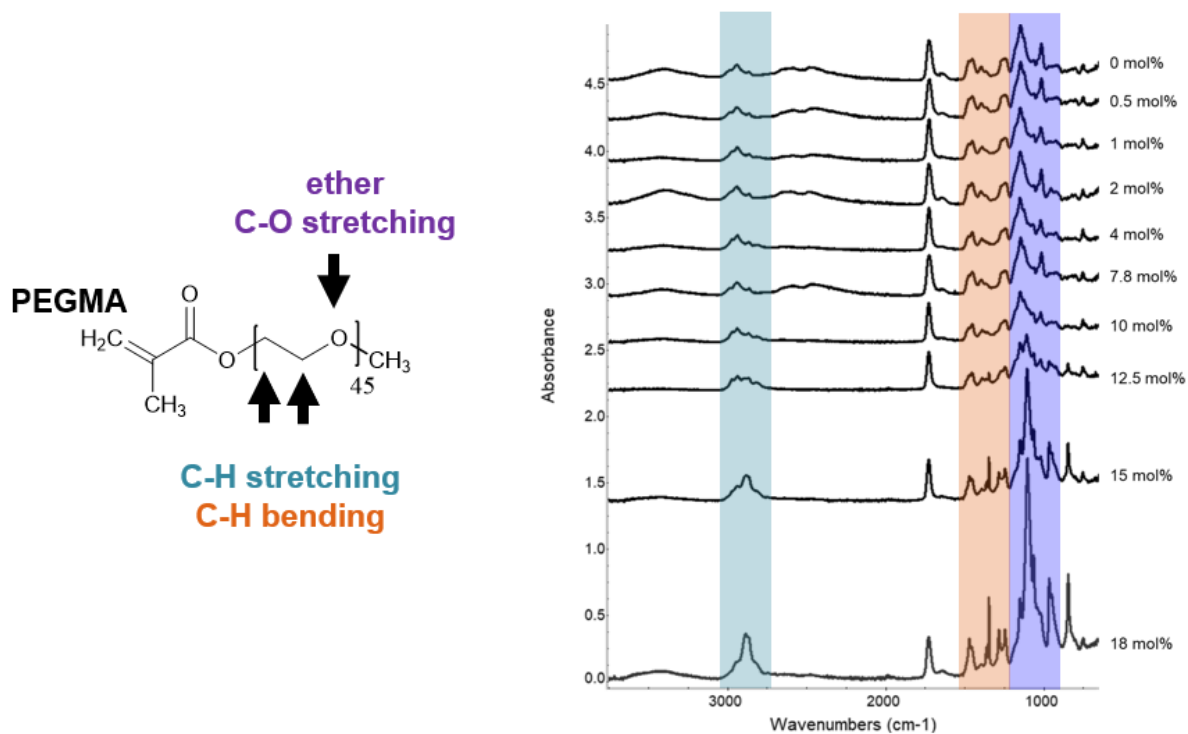 ether
C-O stretching
PEGMA
O
H₂C
O
O
CH₃
45
CH₃
C-H stretching
C-H bending
Absorbance
4.5
4.0
3.5
3.0
2.5
2.0
1.5
1.0
0.5
0.0
0 mol%
0.5 mol%
1 mol%
2 mol%
4 mol%
7.8 mol%
10 mol%
12.5 mol%
15 mol%
18 mol%
3000
2000
1000
Wavenumbers (cm-1)